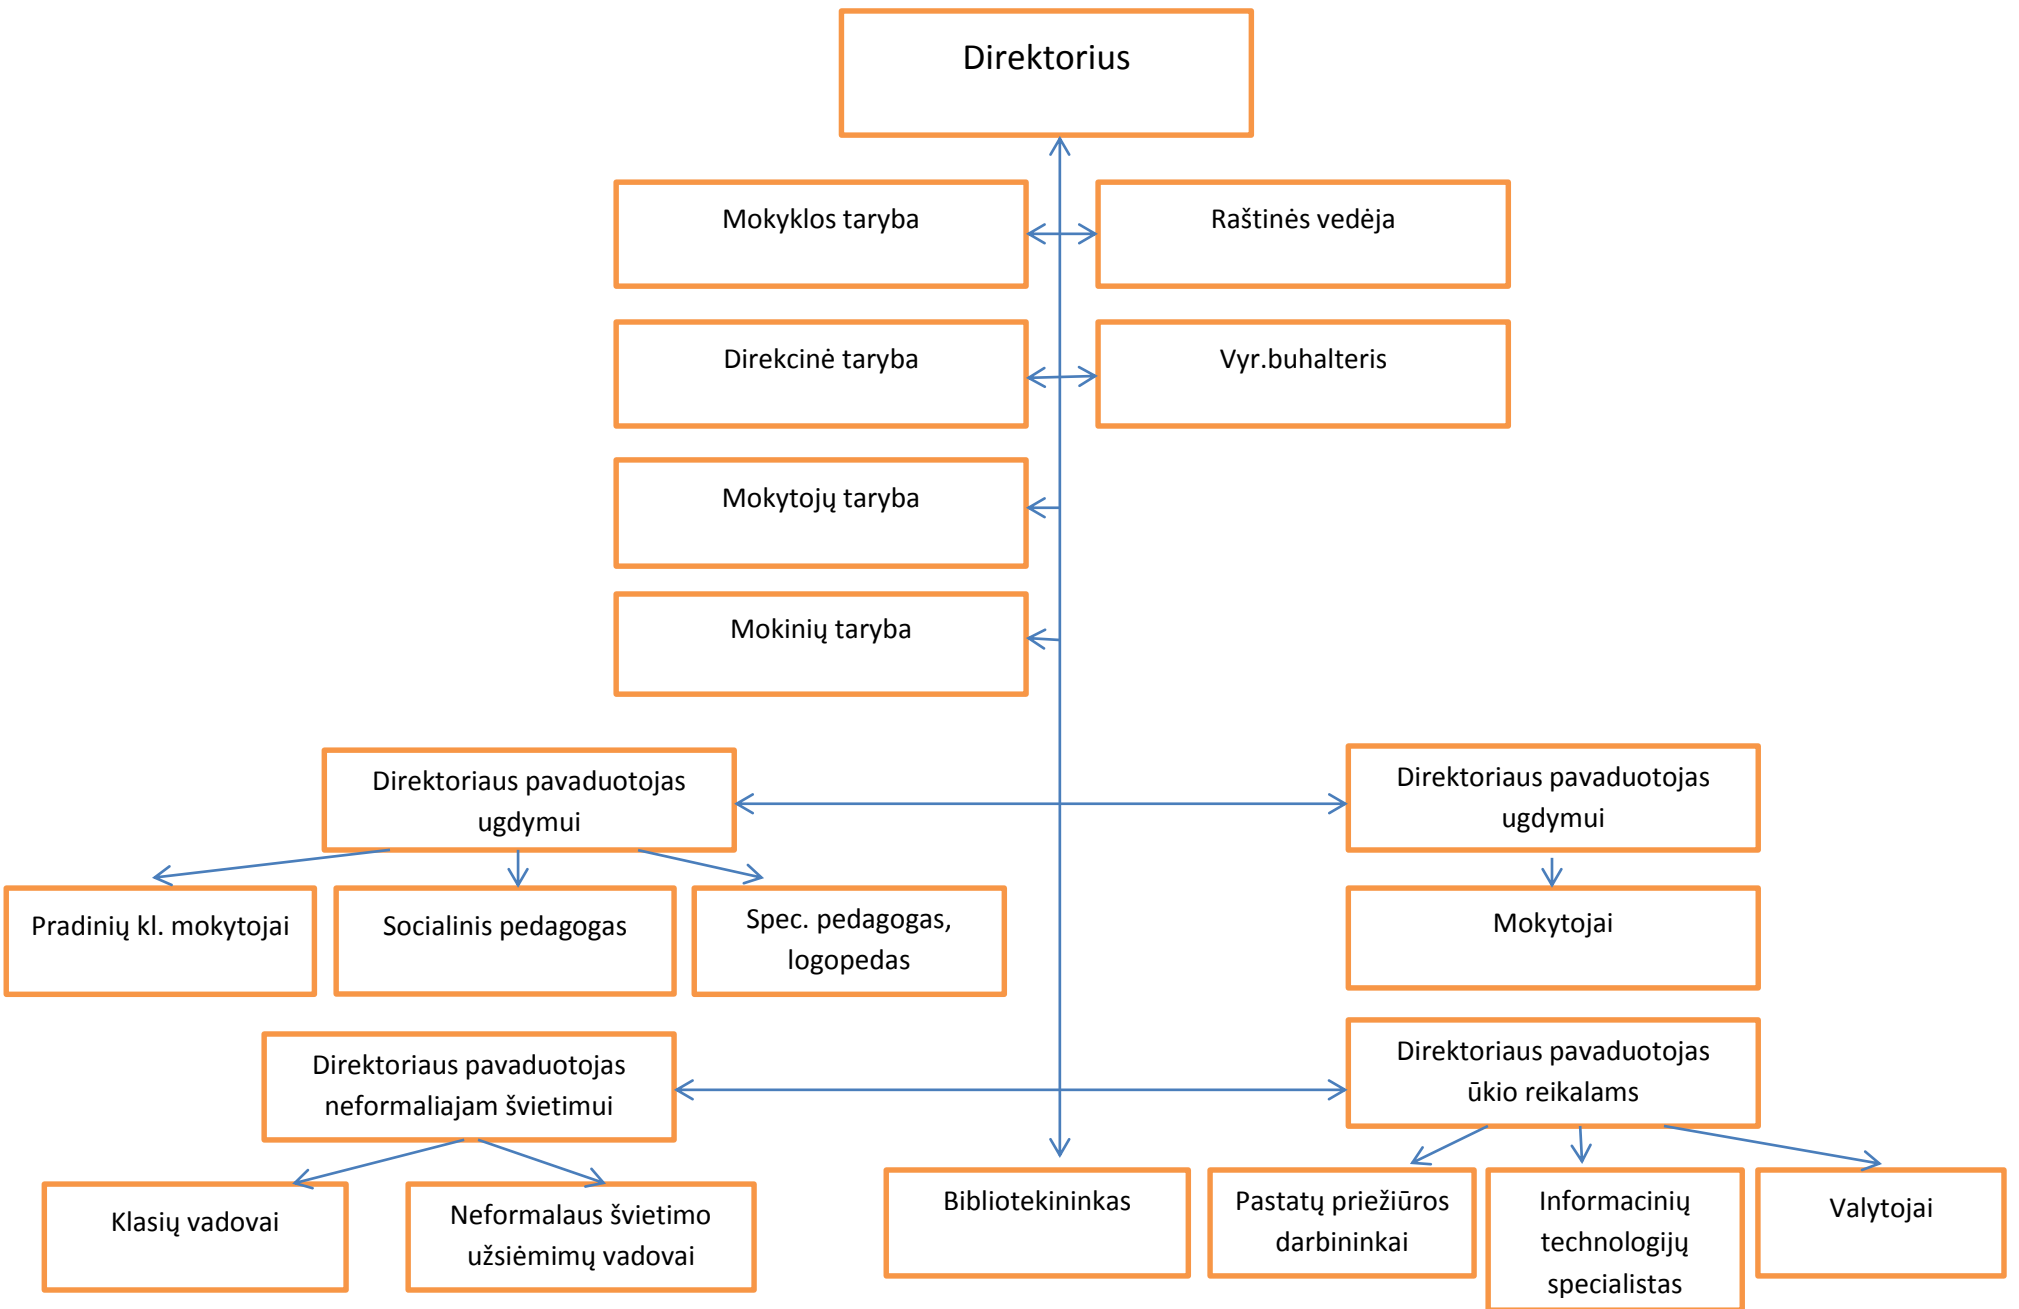 Direktorius
Mokyklos taryba
Raštinės vedėja
Direkcinė taryba
Vyr.buhalteris
Mokytojų taryba
Mokinių taryba
Direktoriaus pavaduotojas
ugdymui
Direktoriaus pavaduotojas
ugdymui
Pradinių kl. mokytojai
Socialinis pedagogas
Spec. pedagogas,
logopedas
Mokytojai
Direktoriaus pavaduotojas
neformaliajam švietimui
Direktoriaus pavaduotojas
ūkio reikalams
Klasių vadovai
Neformalaus švietimo
užsiėmimų vadovai
Bibliotekininkas
Pastatų priežiūros
darbininkai
Informacinių
technologijų
specialistas
Valytojai